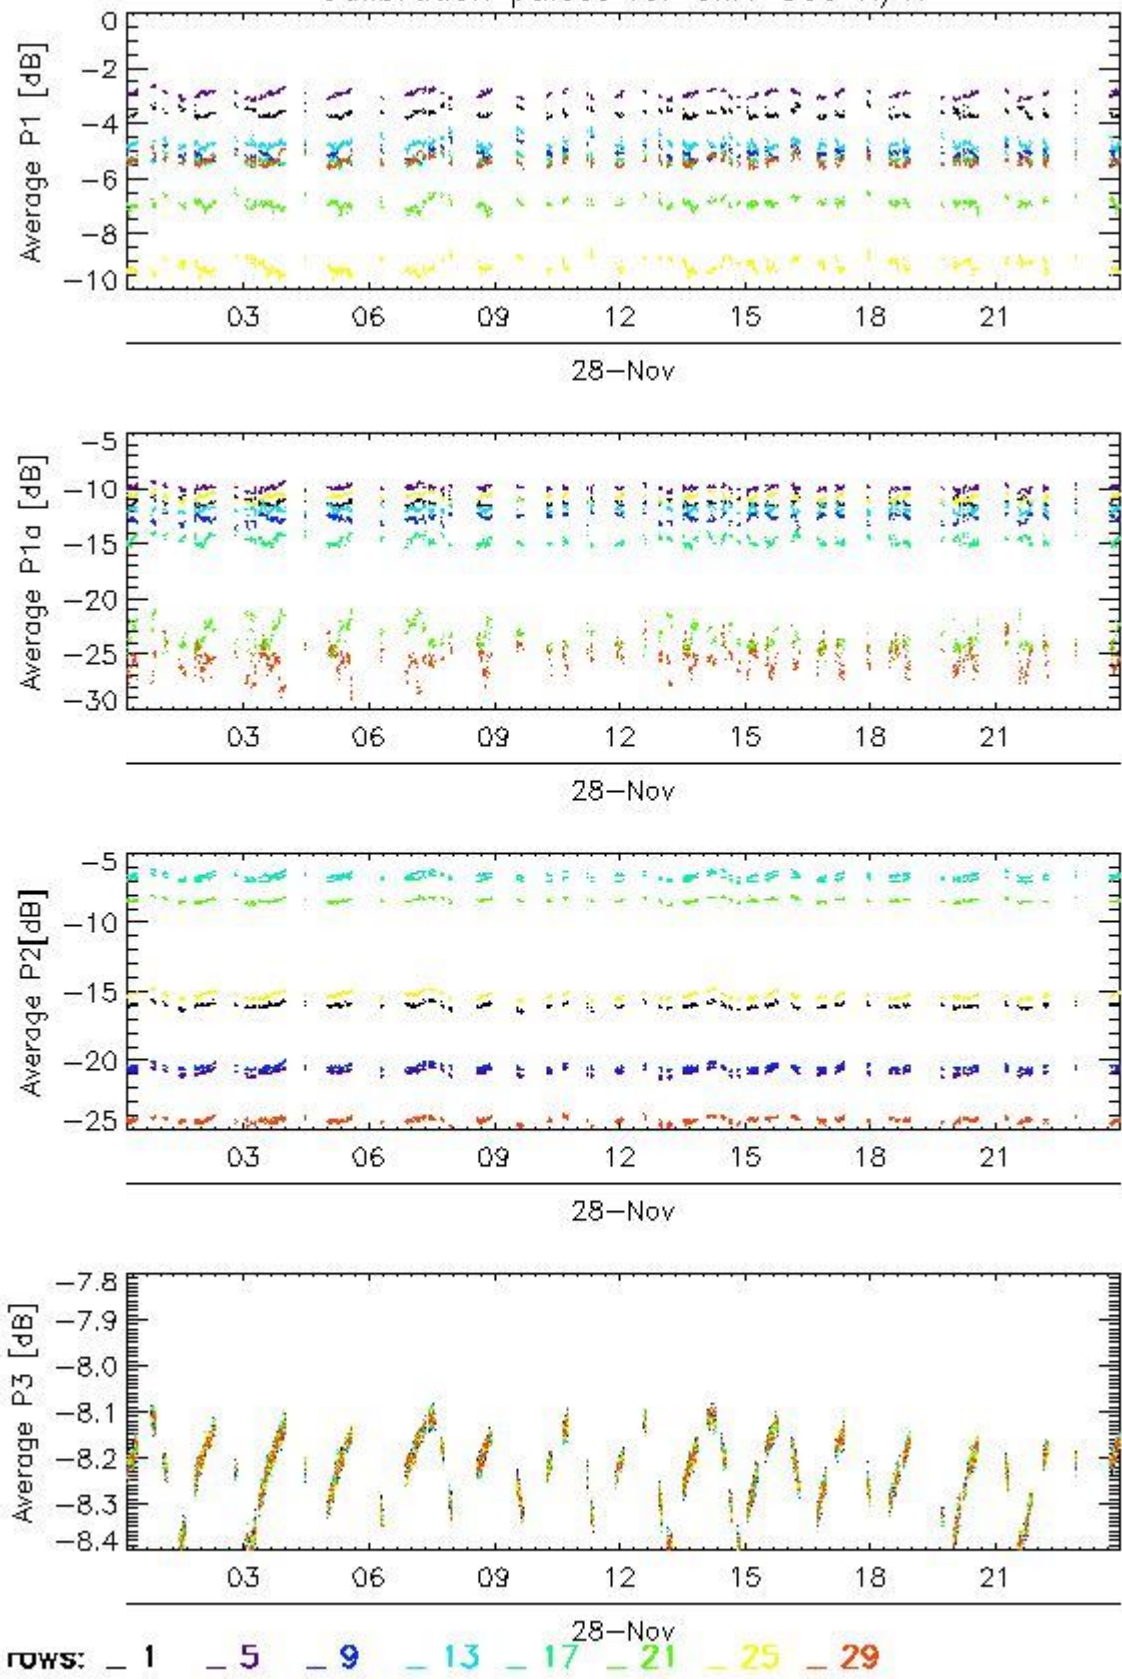 Average P1 [dB]
0
−2
−4
−6
−8
−10
03 06 09 12 15 18 21
28−Nov
Average P1a [dB]
−5
−10
−15
−20
−25
−30
03 06 09 12 15 18 21
28−Nov
Average P2[dB]
−5
−10
−15
−20
−25
03 06 09 12 15 18 21
28−Nov
Average P3 [dB]
−7.8
−7.9
−8.0
−8.1
−8.2
−8.3
−8.4
03 06 09 12 15 18 21
28−Nov
rows: _ 1 _ 5 _ 9 _ 13 _ 17 _ 21 _ 25 _ 29